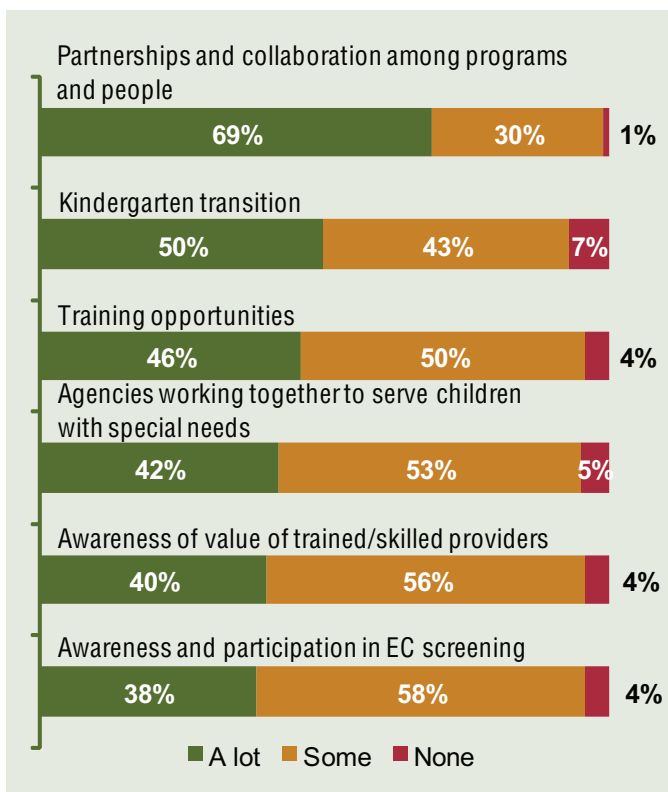 Partnerships and collaboration among programs
and people
69% 30% 1%
Kindergarten transition
50% 43% 7%
Training opportunities
46% 50% 4%
Agencies working together to serve children
with special needs
42% 53% 5%
Awareness of value of trained/skilled providers
40% 56% 4%
Awareness and participation in EC screening
38% 58% 4%
A lot Some None